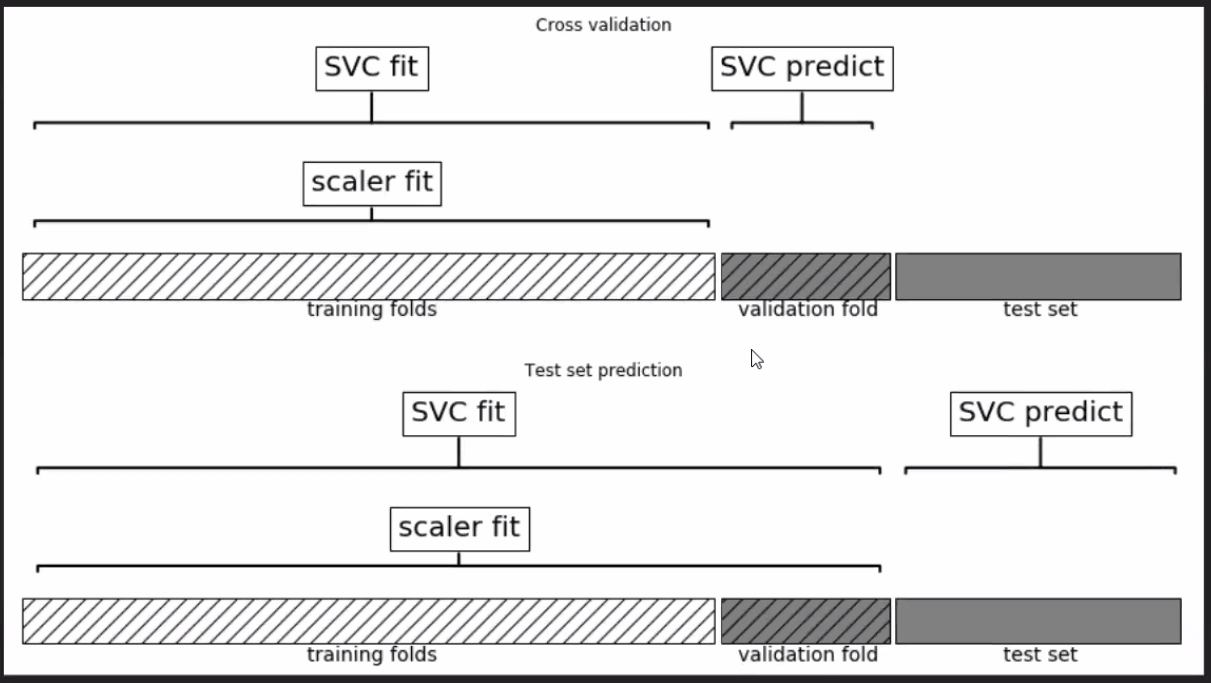 Cross validation
SVC fit
SVC predict
scaler fit
training folds
validation fold
test set
Test set prediction
SVC fit
SVC predict
scaler fit
training folds
validation fold
test set